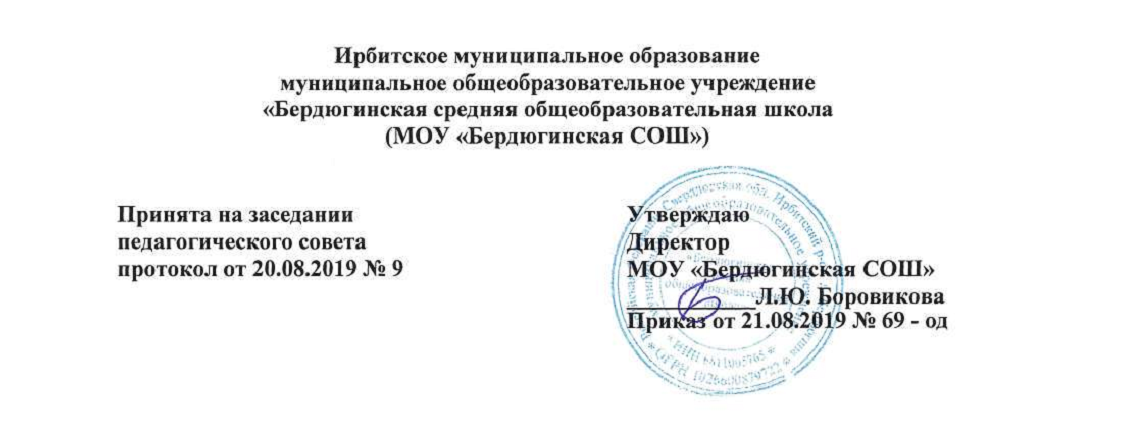 Ирбитское муниципальное образование
муниципальное общеобразовательное учреждение
«Бердюгинская средняя общеобразовательная школа
(МОУ «Бердюгинская СОШ»)
Принята на заседании
педагогического совета
протокол от 20.08.2019 № 9
Утверждаю
Директор
МОУ «Бердюгинская СОШ»
Л.Ю. Боровикова
Приказ от 21.08.2019 № 69 - од